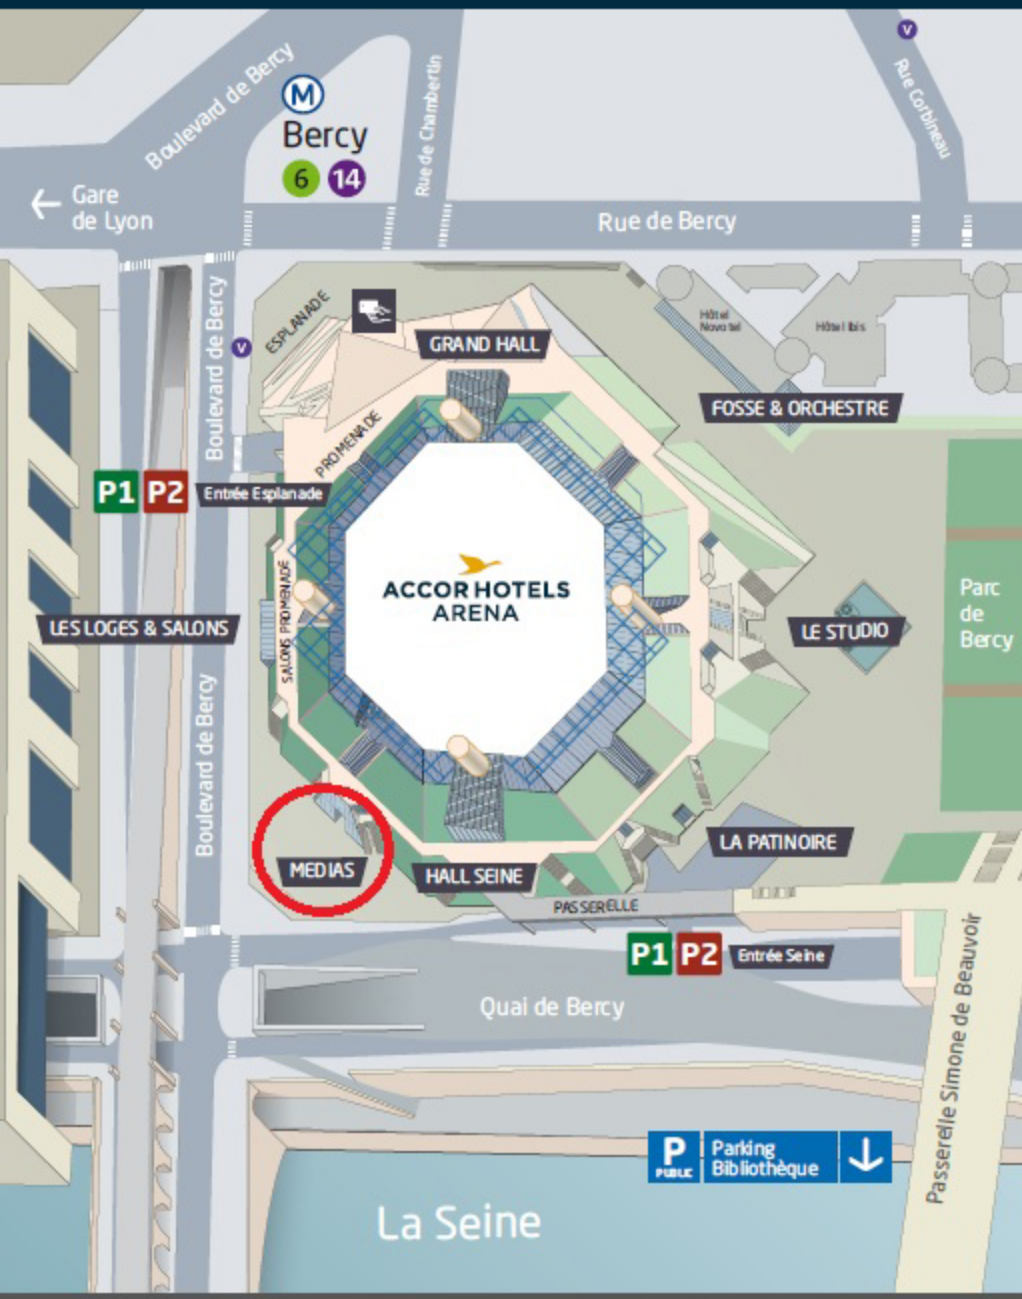 Boulevard de Bercy
M
Bercy
6 14
Rue de Chambertin
V
Rue Corbineau
Gare
de Lyon
Rue de Bercy
Boulevard de Bercy
V
ESPLANADE
GRAND HALL
Hôtel
Novotel
Hôtel Ibis
FOSSE & ORCHESTRE
PROMENADE
P1 P2 Entrée Esplanade
ACCORHOTELS
ARENA
SALONS PROMENADE
LES LOGES & SALONS
LE STUDIO
Parc
de
Bercy
Boulevard de Bercy
MEDIAS
HALL SEINE
LA PATINOIRE
PASSERELLE
P1 P2 Entrée Seine
Quai de Bercy
Passerelle Simone de Beauvoir
P
PUBLIC
Parking
Bibliothèque
La Seine